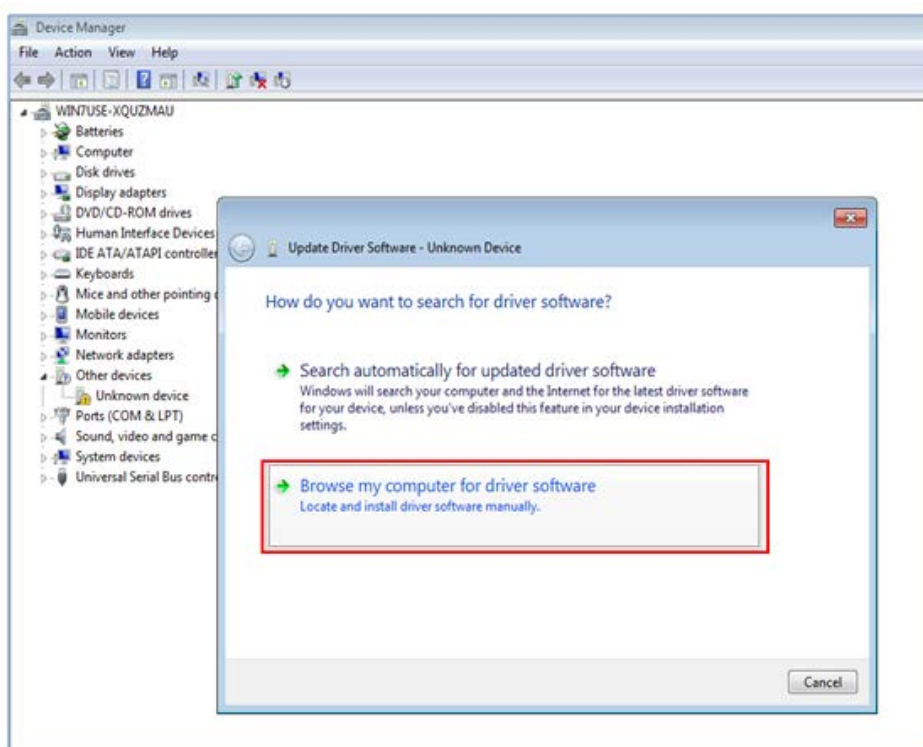 Device Manager
File Action View Help
WIN7USE-XQUZMAU
Batteries
Computer
Disk drives
Display adapters
DVD/CD-ROM drives
Human Interface Devices
IDE ATA/ATAPI controller
Keyboards
Mice and other pointing
Mobile devices
Monitors
Network adapters
Other devices
Unknown device
Ports (COM & LPT)
Sound, video and game c
System devices
Universal Serial Bus contr
Update Driver Software - Unknown Device
How do you want to search for driver software?
Search automatically for updated driver software
Windows will search your computer and the Internet for the latest driver software
for your device, unless you've disabled this feature in your device installation
settings.
Browse my computer for driver software
Locate and install driver software manually.
Cancel